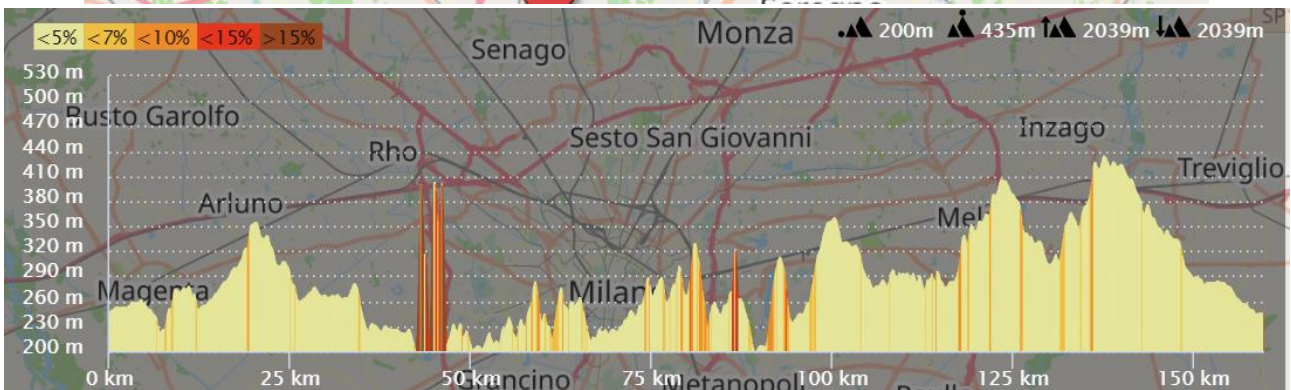 <5% <7% <10% <15% >15%
Senago
Monza
200m 435m 2039m 2039m
SP
530 m
500 m
470 m
Busto Garolfo
440 m
Rho
Sesto San Giovanni
Inzago
410 m
Treviglio
380 m
Arluno
350 m
Mel
320 m
290 m
Magenta
Milan
260 m
230 m
200 m
0 km 25 km 50 km 75 km 100 km 125 km 150 km
Metanopoli